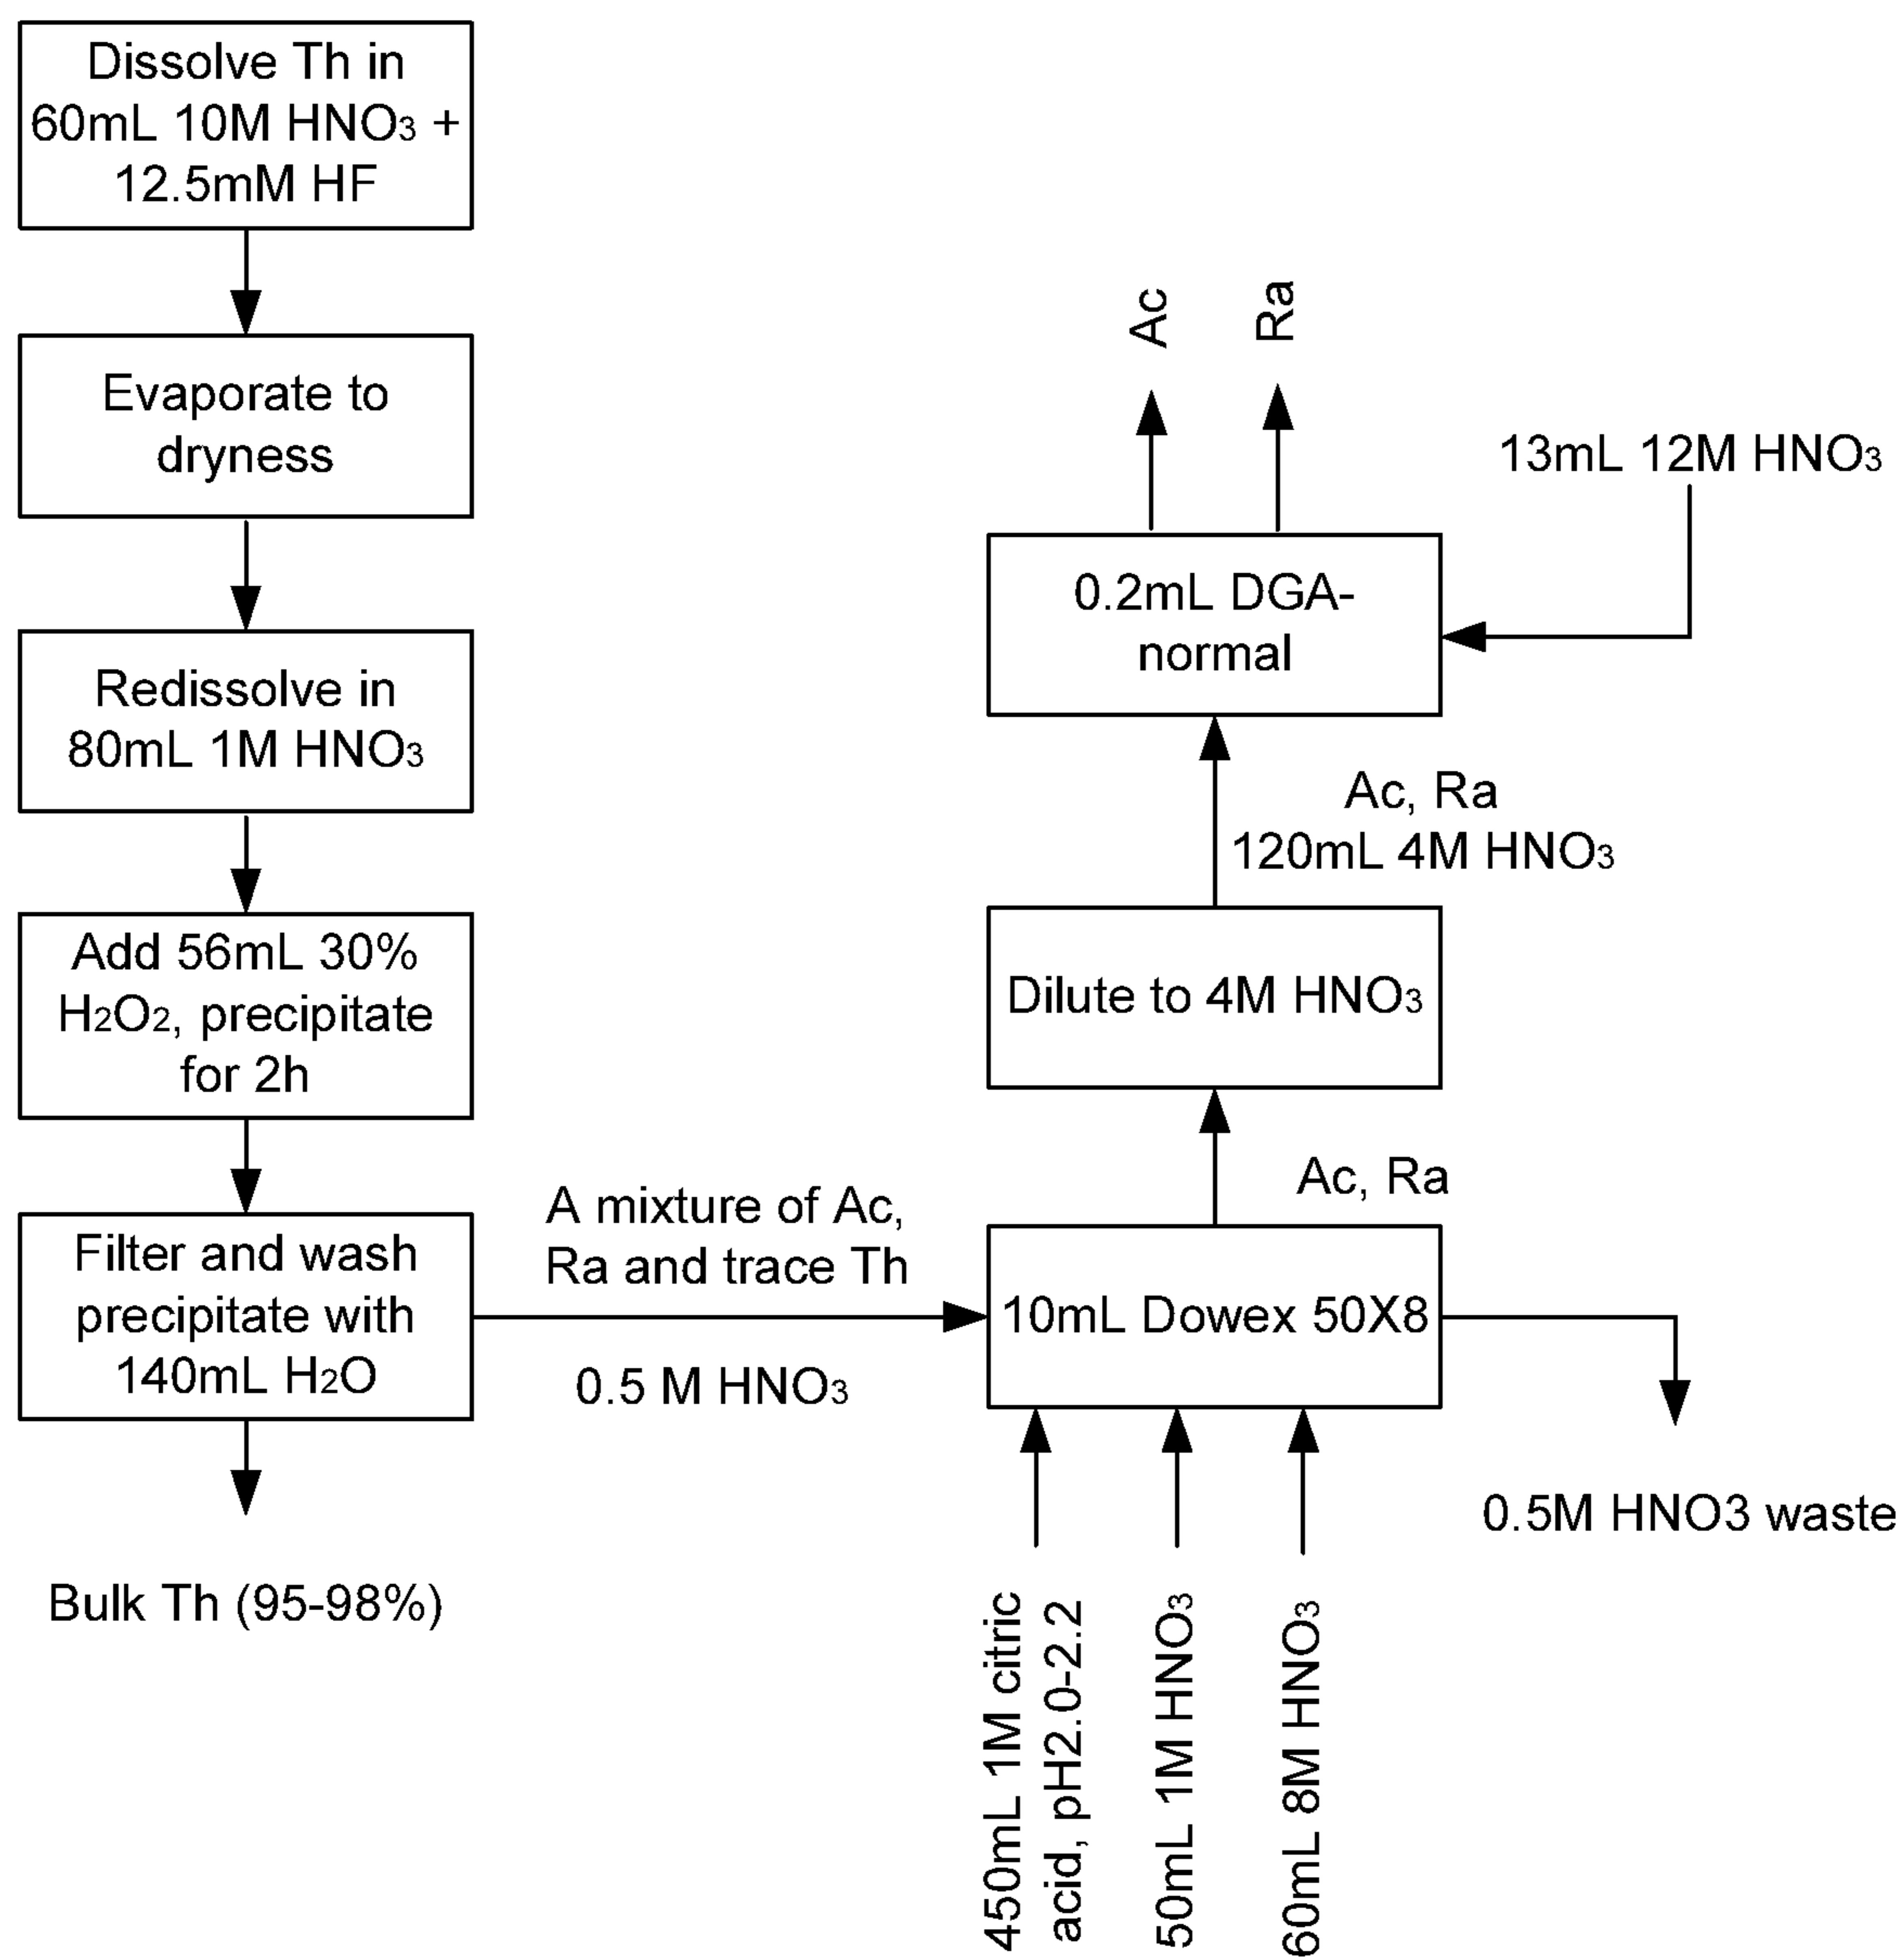 Dissolve Th in
60mL 10M HNO₃ +
12.5mM HF
Evaporate to
dryness
Redissolve in
80mL 1M HNO₃
Add 56mL 30%
H₂O₂, precipitate
for 2h
Filter and wash
precipitate with
140mL H₂O
Bulk Th (95-98%)
A mixture of Ac,
Ra and trace Th
0.5 M HNO₃
10mL Dowex 50X8
450mL 1M citric
acid, pH2.0-2.2
50mL 1M HNO₃
60mL 8M HNO₃
0.5M HNO3 waste
Ac, Ra
Dilute to 4M HNO₃
Ac, Ra
120mL 4M HNO₃
0.2mL DGA-
normal
13mL 12M HNO₃
Ac
Ra